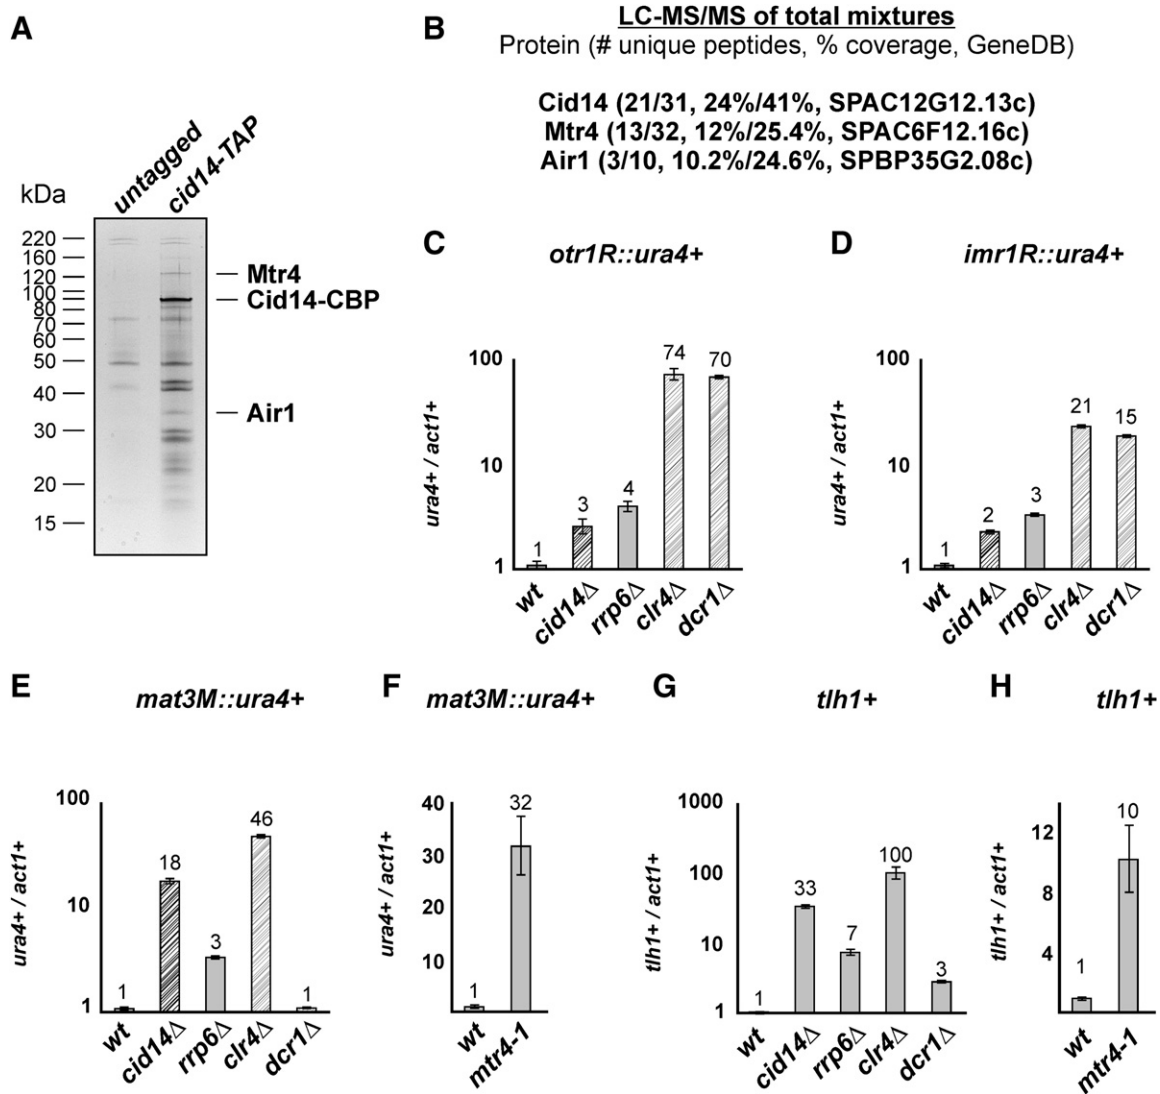 A
untagged
cid14-TAP
kDa
220
160
120
100
80
70
60
50
40
30
20
15
Mtr4
Cid14-CBP
Air1
B
LC-MS/MS of total mixtures
Protein (# unique peptides, % coverage, GeneDB)
Cid14 (21/31, 24%/41%, SPAC12G12.13c)
Mtr4 (13/32, 12%/25.4%, SPAC6F12.16c)
Air1 (3/10, 10.2%/24.6%, SPBP35G2.08c)
C
otr1R::ura4+
ura4+ / act1+
100
10
1
1
3
4
74
70
wt
cid14Δ
rrp6Δ
clr4Δ
dcr1Δ
D
imr1R::ura4+
ura4+ / act1+
100
10
1
1
2
3
21
15
wt
cid14Δ
rrp6Δ
clr4Δ
dcr1Δ
E
mat3M::ura4+
ura4+ / act1+
100
10
1
1
18
3
46
1
wt
cid14Δ
rrp6Δ
clr4Δ
dcr1Δ
F
mat3M::ura4+
ura4+ / act1+
40
30
20
10
1
32
wt
mtr4-1
G
tlh1+
tlh1+ / act1+
1000
100
10
1
1
33
7
100
3
wt
cid14Δ
rrp6Δ
clr4Δ
dcr1Δ
H
tlh1+
tlh1+ / act1+
12
8
4
1
10
wt
mtr4-1